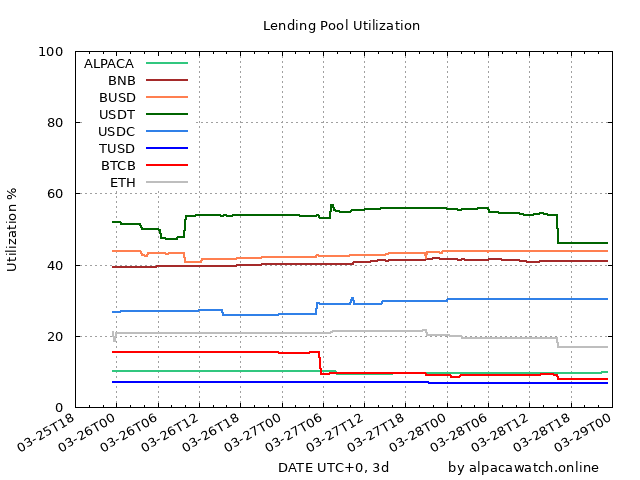 Lending Pool Utilization
100
80
60
40
20
0
Utilization %
ALPACA
BNB
BUSD
USDT
USDC
TUSD
BTCB
ETH
03-25T18
03-26T00
03-26T06
03-26T12
03-26T18
03-27T00
03-27T06
03-27T12
03-27T18
03-28T00
03-28T06
03-28T12
03-28T18
03-29T00
DATE UTC+0, 3d
by alpacawatch.online